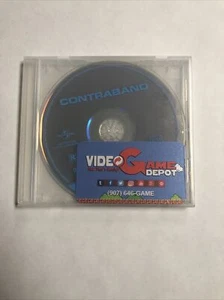 CONTRABAND
VIDEO GAME
DEPOT
(907) 646-GAME